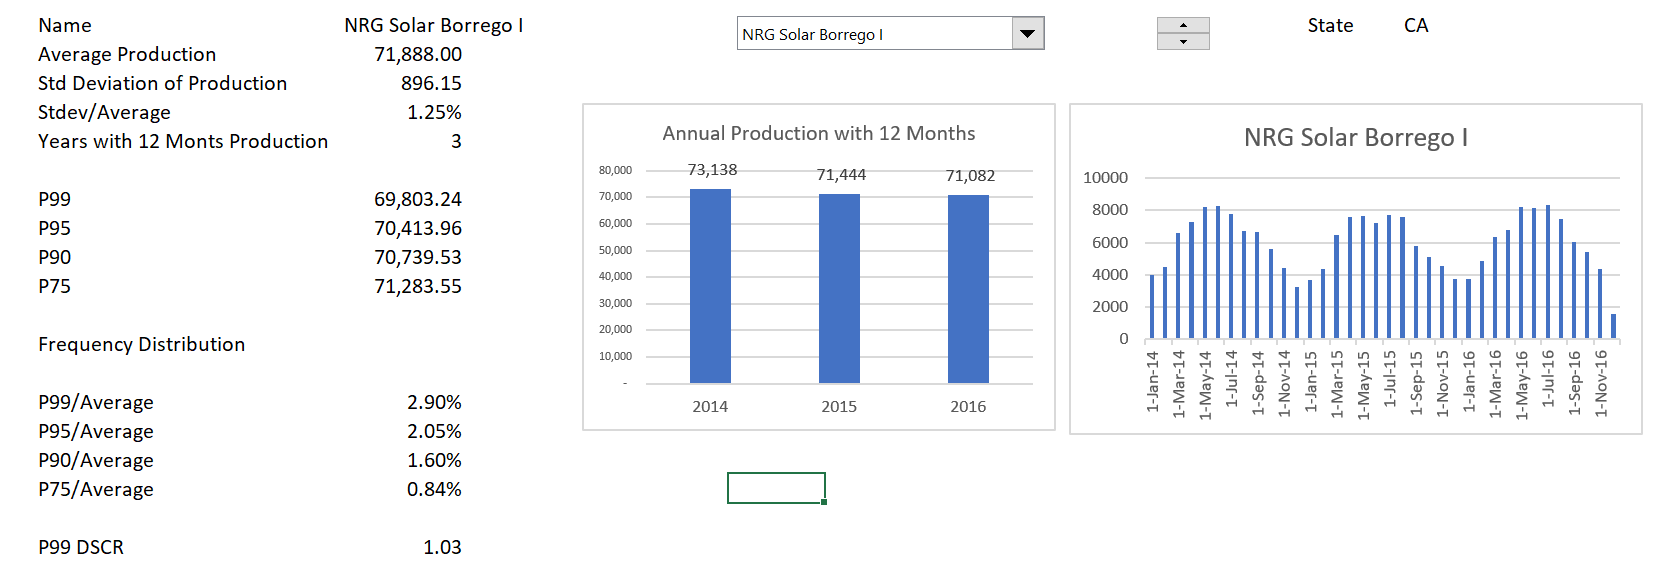 Name NRG Solar Borrego I
Average Production 71,888.00
Std Deviation of Production 896.15
Stdev/Average 1.25%
Years with 12 Monts Production 3
P99 69,803.24
P95 70,413.96
P90 70,739.53
P75 71,283.55
Frequency Distribution
P99/Average 2.90%
P95/Average 2.05%
P90/Average 1.60%
P75/Average 0.84%
P99 DSCR 1.03
NRG Solar Borrego I
State CA
Annual Production with 12 Months
80,000
70,000
60,000
50,000
40,000
30,000
20,000
10,000
-
73,138 71,444 71,082
2014 2015 2016
NRG Solar Borrego I
10000
8000
6000
4000
2000
0
1-Jan-14
1-Mar-14
1-May-14
1-Jul-14
1-Sep-14
1-Nov-14
1-Jan-15
1-Mar-15
1-May-15
1-Jul-15
1-Sep-15
1-Nov-15
1-Jan-16
1-Mar-16
1-May-16
1-Jul-16
1-Sep-16
1-Nov-16